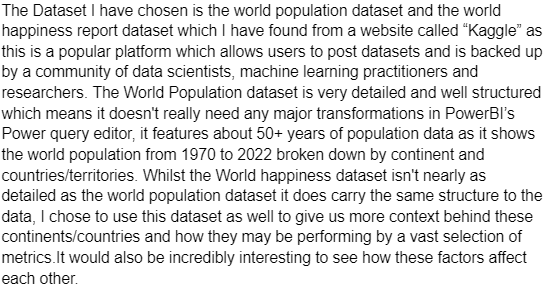 The Dataset I have chosen is the world population dataset and the world
happiness report dataset which I have found from a website called “Kaggle” as
this is a popular platform which allows users to post datasets and is backed up
by a community of data scientists, machine learning practitioners and
researchers. The World Population dataset is very detailed and well structured
which means it doesn't really need any major transformations in PowerBI’s
Power query editor, it features about 50+ years of population data as it shows
the world population from 1970 to 2022 broken down by continent and
countries/territories. Whilst the World happiness dataset isn't nearly as
detailed as the world population dataset it does carry the same structure to the
data, I chose to use this dataset as well to give us more context behind these
continents/countries and how they may be performing by a vast selection of
metrics.It would also be incredibly interesting to see how these factors affect
each other.